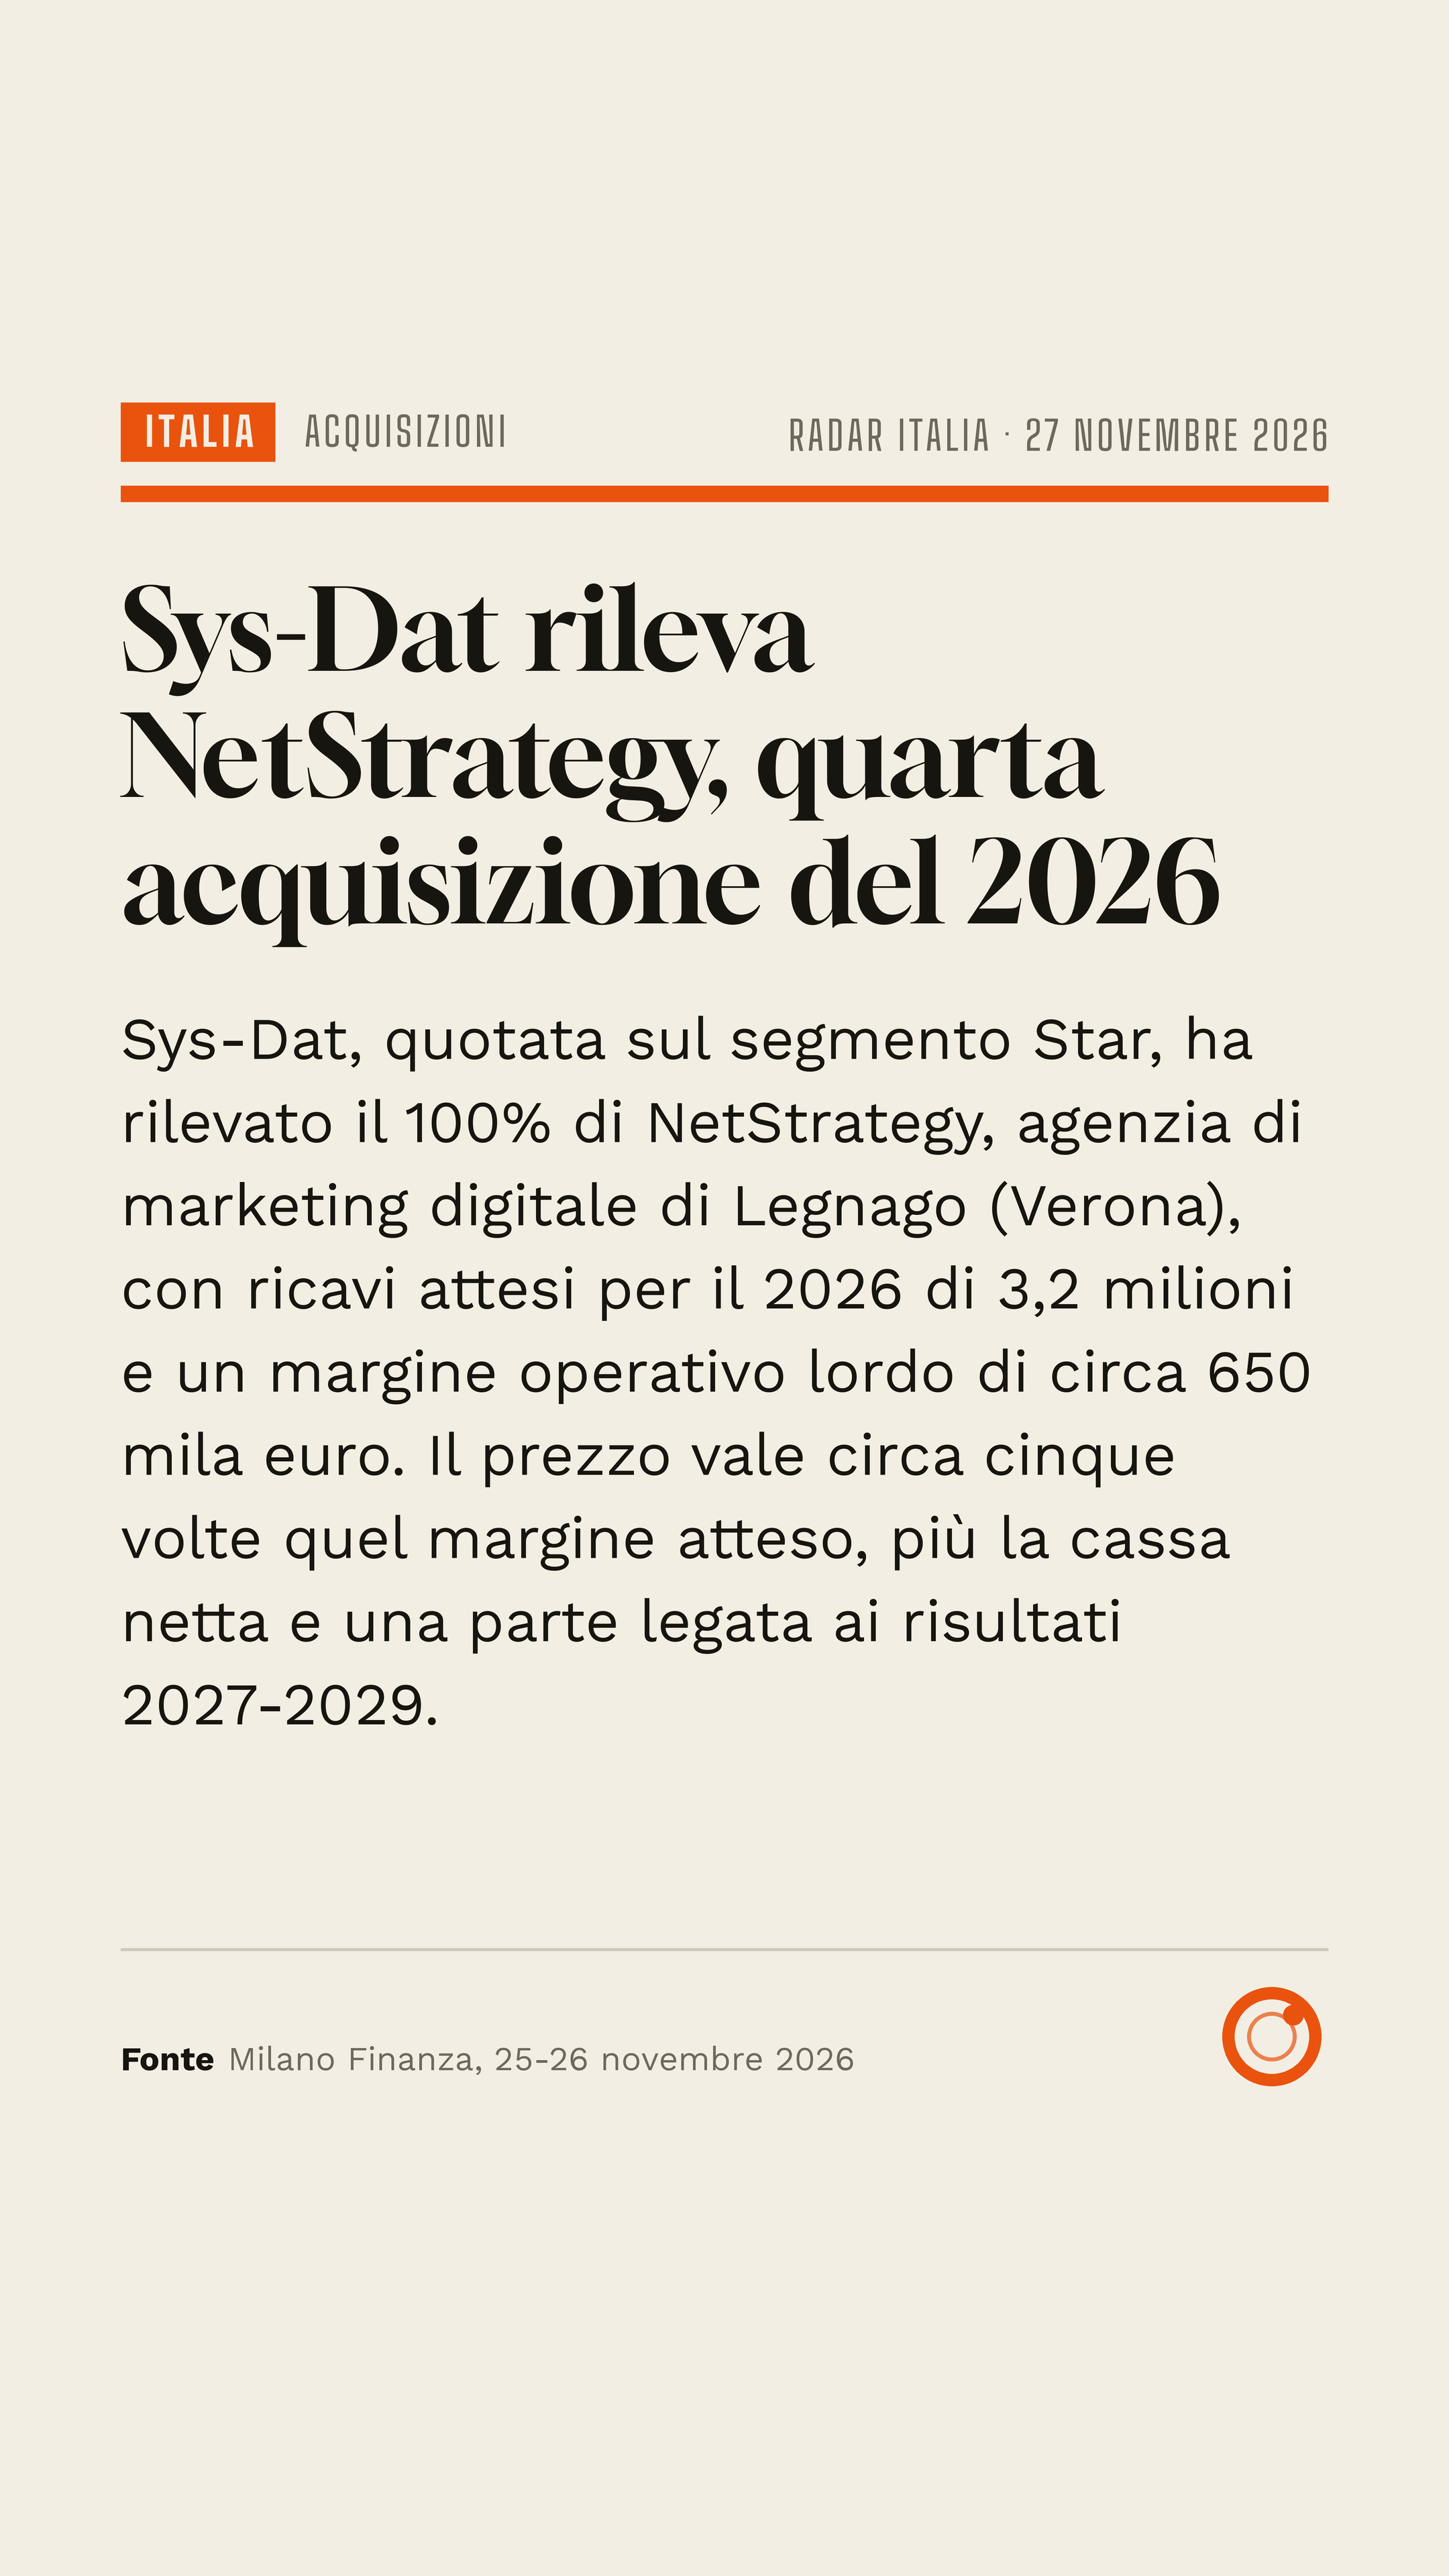 ITALIA ACQUISIZIONI RADAR ITALIA · 27 NOVEMBRE 2026
Sys-Dat rileva
NetStrategy, quarta
acquisizione del 2026
Sys-Dat, quotata sul segmento Star, ha
rilevato il 100% di NetStrategy, agenzia di
marketing digitale di Legnago (Verona),
con ricavi attesi per il 2026 di 3,2 milioni
e un margine operativo lordo di circa 650
mila euro. Il prezzo vale circa cinque
volte quel margine atteso, più la cassa
netta e una parte legata ai risultati
2027-2029.
Fonte Milano Finanza, 25-26 novembre 2026